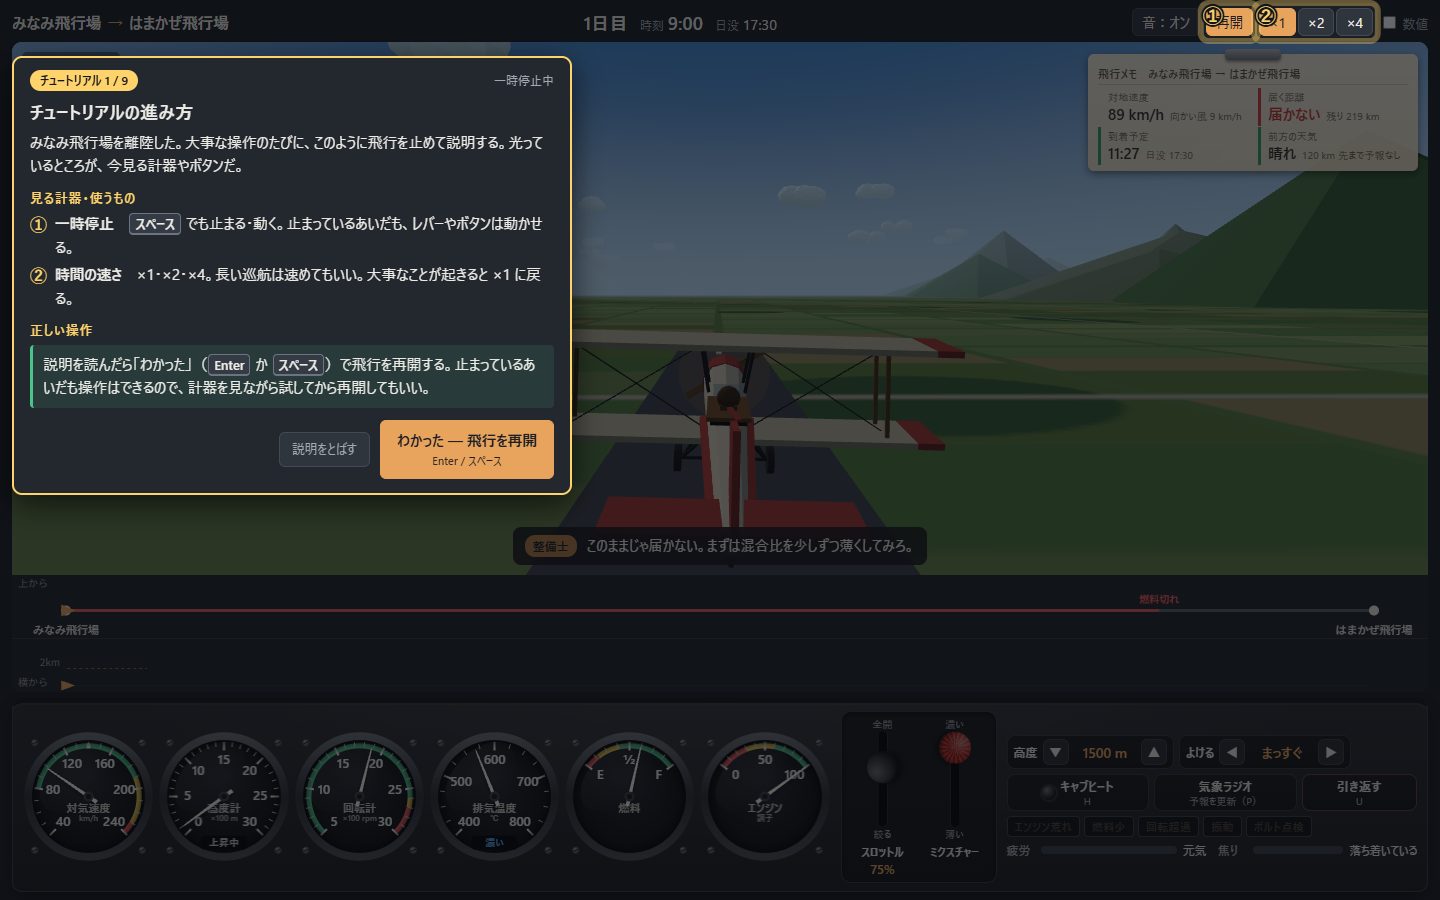 みなみ飛行場 → はまかぜ飛行場
1日目 時刻 9:00 日没 17:30
音：オン ① 再開 ② ×1 ×2 ×4 数値
チュートリアル 1 / 9 一時停止中
チュートリアルの進み方
みなみ飛行場を離陸した。大事な操作のたびに、このように飛行を止めて説明する。光って
いるところが、今見る計器やボタンだ。
見る計器・使うもの
① 一時停止 スペース でも止まる・動く。止まっているあいだも、レバーやボタンは動かせ
る。
② 時間の速さ ×1・×2・×4。長い巡航は速めてもいい。大事なことが起きると ×1 に戻
る。
正しい操作
説明を読んだら「わかった」（Enter か スペース）で飛行を再開する。止まっているあ
いだも操作はできるので、計器を見ながら試してから再開してもいい。
説明をとばす
わかった — 飛行を再開
Enter / スペース
飛行メモ みなみ飛行場 → はまかぜ飛行場
対地速度
89 km/h 向かい風 9 km/h
届く距離
届かない 残り 219 km
到着予定
11:27 日没 17:30
前方の天気
晴れ 120 km 先まで予報なし
整備士 このままじゃ届かない。まずは混合比を少しずつ薄くしてみろ。
上から
燃料切れ
みなみ飛行場 はまかぜ飛行場
2km
横から
40 80 120 160 200 240
対気速度
km/h
0 5 10 15 20 25 30
高度計
×100 m
上昇中
5 10 15 20 25 30
回転計
×100 rpm
400 500 600 700 800
排気温度
℃
濃い
E ½ F
燃料
0 50 100
エンジン
調子
全開 濃い
絞る 薄い
スロットル ミクスチャー
75%
高度 ▼ 1500 m ▲ よける ◀ まっすぐ ▶
キャブヒート
H
気象ラジオ
予報を更新（P）
引き返す
U
エンジン荒れ 燃料少 回転超過 振動 ボルト点検
疲労 元気 焦り 落ち着いている